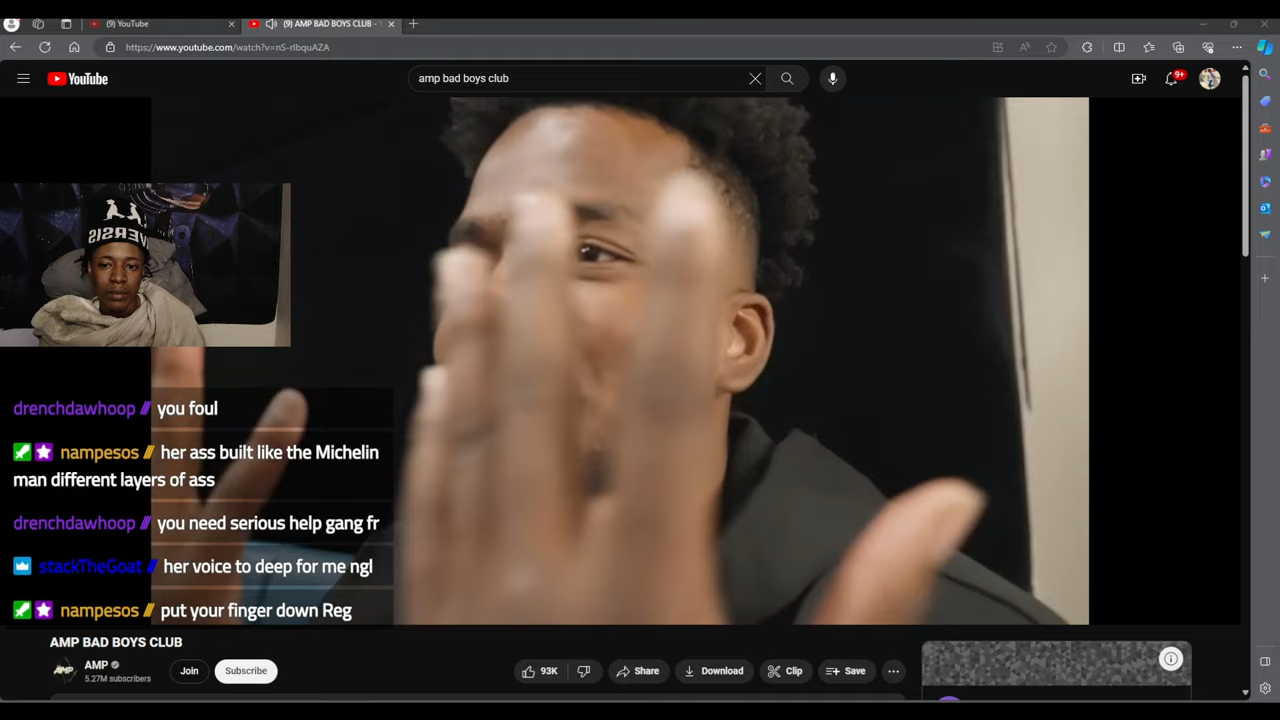 (9) YouTube
(9) AMP BAD BOYS CLUB -
https://www.youtube.com/watch?v=nS-rIbquAZA
YouTube
amp bad boys club
9+
VERSIS
drenchdawhoop // you foul
nampesos // her ass built like the Michelin
man different layers of ass
drenchdawhoop // you need serious help gang fr
stackTheGoat // her voice to deep for me ngl
nampesos // put your finger down Reg
AMP BAD BOYS CLUB
AMP
AMP
5.27M subscribers
Join
Subscribe
93K
Share
Download
Clip
Save